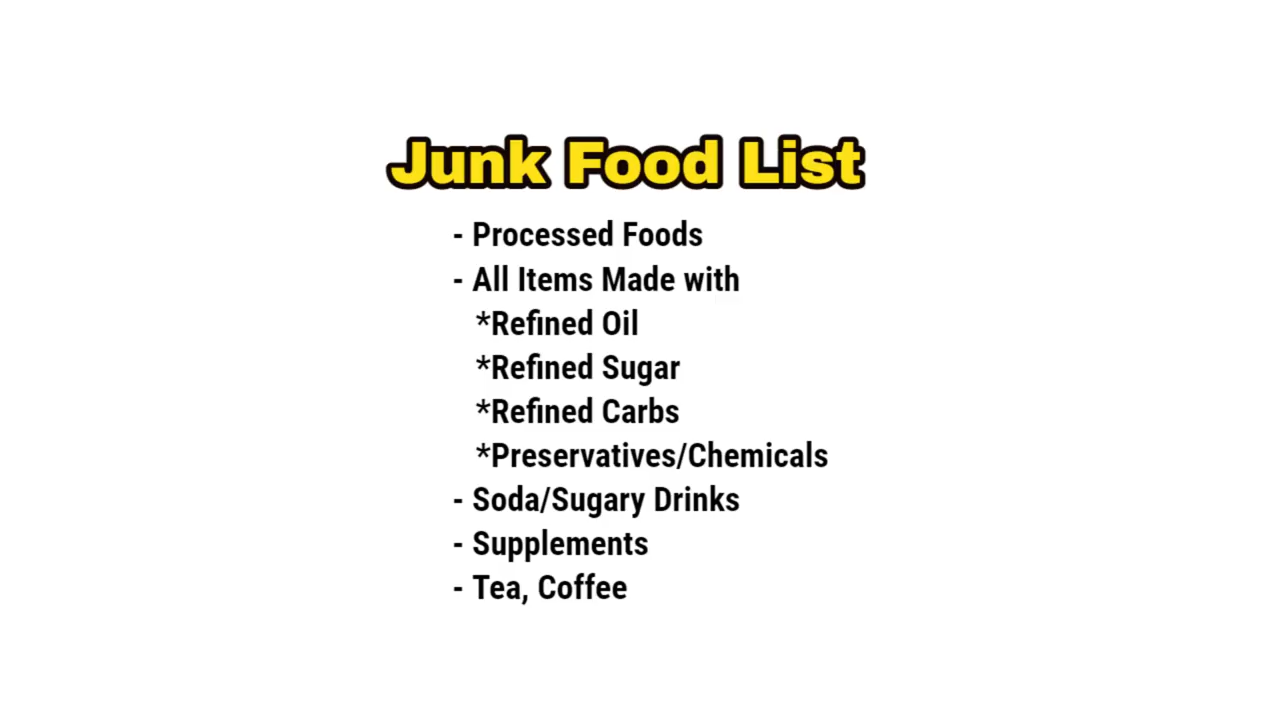 Junk Food List
- Processed Foods
- All Items Made with
*Refined Oil
*Refined Sugar
*Refined Carbs
*Preservatives/Chemicals
- Soda/Sugary Drinks
- Supplements
- Tea, Coffee